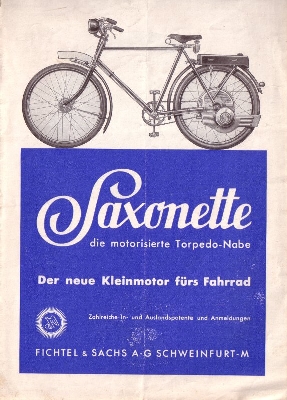 Saxonette
die motorisierte Torpedo-Nabe
Der neue Kleinmotor fürs Fahrrad
Zahlreiche In- und Auslandspatente und Anmeldungen
FICHTEL & SACHS A·G SCHWEINFURT-M